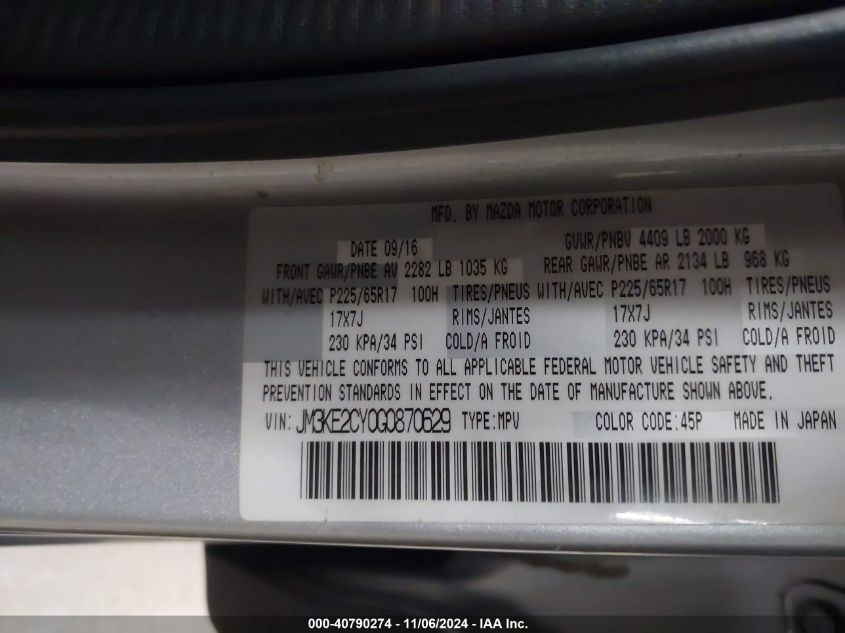 MFD. BY MAZDA MOTOR CORPORATION
DATE 09/16 GVWR/PNBV 4409 LB 2000 KG
FRONT GAWR/PNBE AV 2282 LB 1035 KG REAR GAWR/PNBE AR 2134 LB 968 KG
WITH/AVEC P225/65R17 100H TIRES/PNEUS WITH/AVEC P225/65R17 100H TIRES/PNEUS
17X7J RIMS/JANTES 17X7J RIMS/JANTES
230 KPA/34 PSI COLD/A FROID 230 KPA/34 PSI COLD/A FROID
THIS VEHICLE CONFORMS TO ALL APPLICABLE FEDERAL MOTOR VEHICLE SAFETY AND THEFT
PREVENTION STANDARDS IN EFFECT ON THE DATE OF MANUFACTURE SHOWN ABOVE.
VIN: JM3KE2CY0G0870629 TYPE:MPV COLOR CODE:45P MADE IN JAPAN
000-40790274 - 11/06/2024 - IAA Inc.